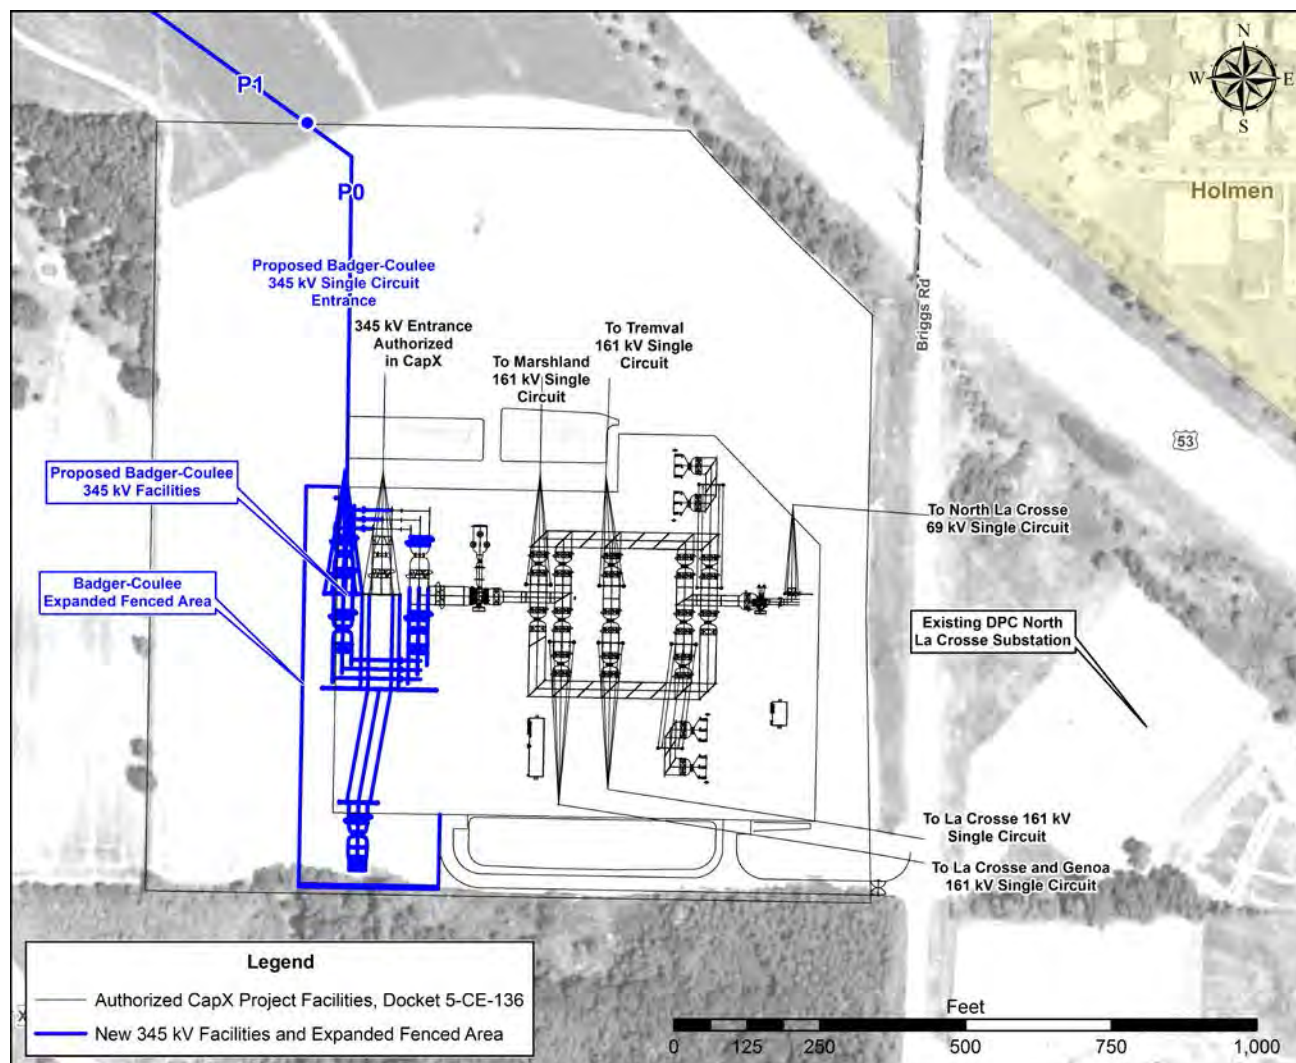 P1
N
W
E
S
Holmen
P0
Proposed Badger-Coulee
345 kV Single Circuit
Entrance
Briggs Rd
345 kV Entrance
Authorized
in CapX
To Marshland
161 kV Single
Circuit
To Tremval
161 kV Single
Circuit
53
Proposed Badger-Coulee
345 kV Facilities
To North La Crosse
69 kV Single Circuit
Badger-Coulee
Expanded Fenced Area
Existing DPC North
La Crosse Substation
To La Crosse 161 kV
Single Circuit
To La Crosse and Genoa
161 kV Single Circuit
Legend
Authorized CapX Project Facilities, Docket 5-CE-136
New 345 kV Facilities and Expanded Fenced Area
Feet
0 125 250 500 750 1,000